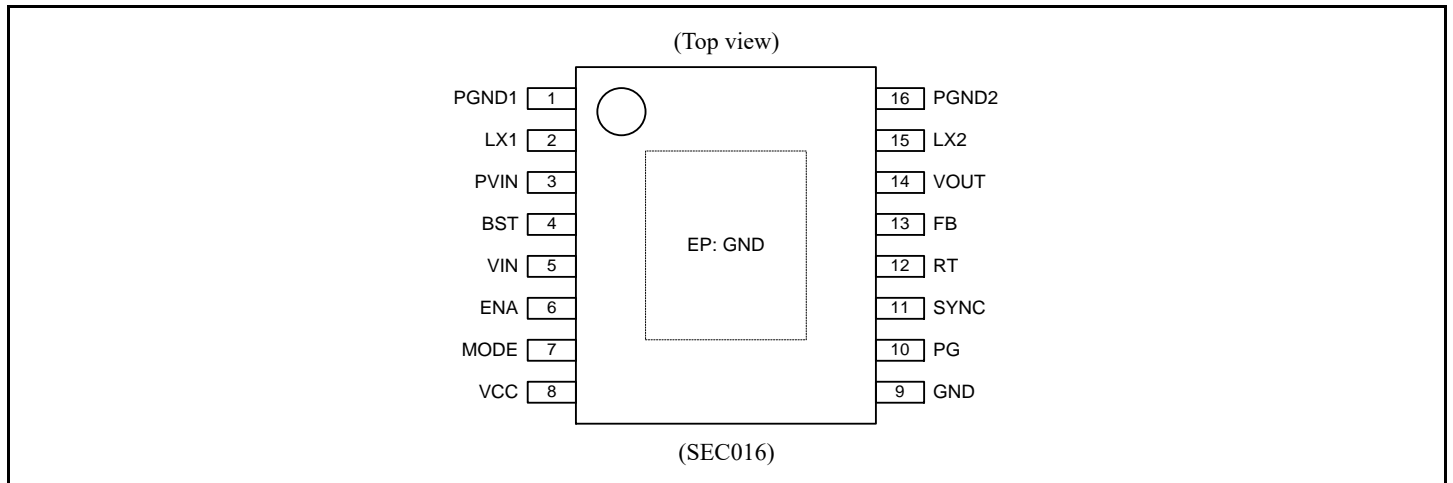 (Top view)
PGND1 1 16 PGND2
LX1 2 15 LX2
PVIN 3 14 VOUT
BST 4 13 FB
EP: GND
VIN 5 12 RT
ENA 6 11 SYNC
MODE 7 10 PG
VCC 8 9 GND
(SEC016)